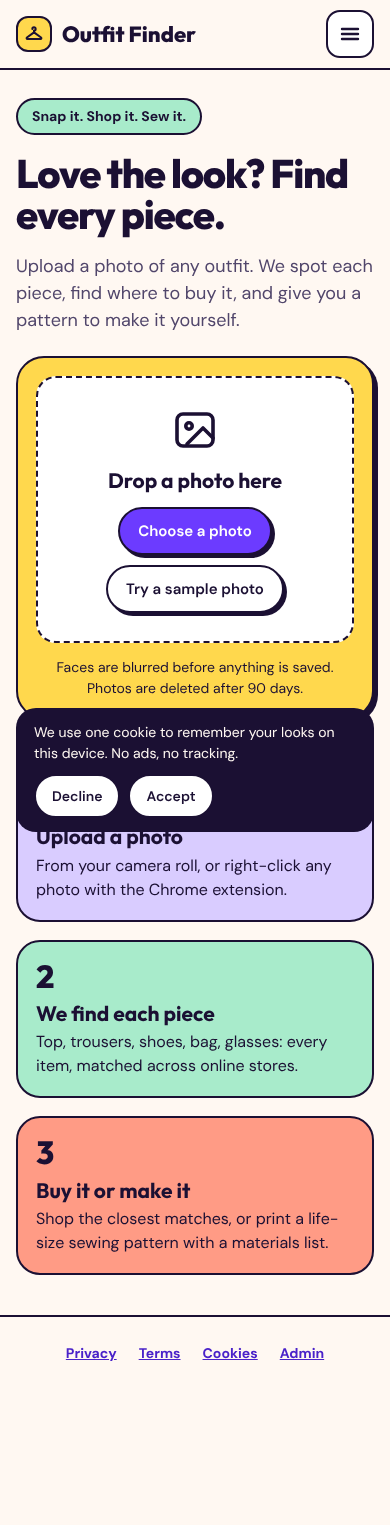 Outfit Finder
Snap it. Shop it. Sew it.
Love the look? Find
every piece.
Upload a photo of any outfit. We spot each
piece, find where to buy it, and give you a
pattern to make it yourself.
Drop a photo here
Choose a photo
Try a sample photo
Faces are blurred before anything is saved.
Photos are deleted after 90 days.
We use one cookie to remember your looks on
this device. No ads, no tracking.
Decline
Accept
Upload a photo
From your camera roll, or right-click any
photo with the Chrome extension.
2
We find each piece
Top, trousers, shoes, bag, glasses: every
item, matched across online stores.
3
Buy it or make it
Shop the closest matches, or print a life-
size sewing pattern with a materials list.
Privacy Terms Cookies Admin